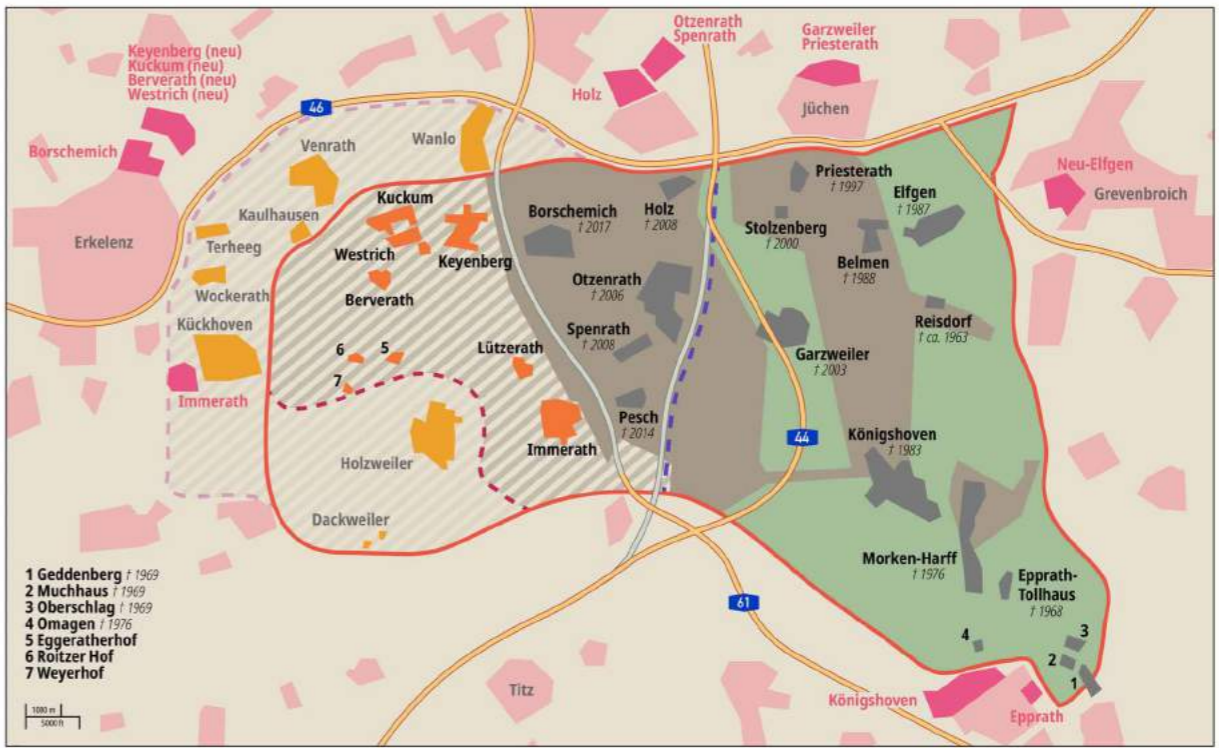 Keyenberg (neu)
Kuckum (neu)
Berverath (neu)
Westrich (neu)
Otzenrath
Spenrath
Garzweiler
Priesterath
Holz
Jüchen
46
Borschemich
Venrath
Wanlo
Neu-Elfgen
Grevenbroich
Erkelenz
Kaulhausen
Terheeg
Wockerath
Kückhoven
Immerath
Kuckum
Westrich
Keyenberg
Berverath
Borschemich
† 2017
Holz
† 2008
Priesterath
† 1997
Elfgen
† 1987
Stolzenberg
† 2000
Belmen
† 1988
Otzenrath
† 2006
Spenrath
† 2008
Reisdorf
† ca. 1963
Garzweiler
† 2003
6
5
7
Lützerath
Immerath
Pesch
† 2014
44
Königshoven
† 1983
Holzweiler
Dackweiler
Morken-Harff
† 1976
Epprath-
Tollhaus
† 1968
61
4
3
2
1
1 Geddenberg † 1969
2 Muchhaus † 1969
3 Oberschlag † 1969
4 Omagen † 1976
5 Eggeratherhof
6 Roitzer Hof
7 Weyerhof
Titz
Königshoven
Epprath
1000 m
5000 ft